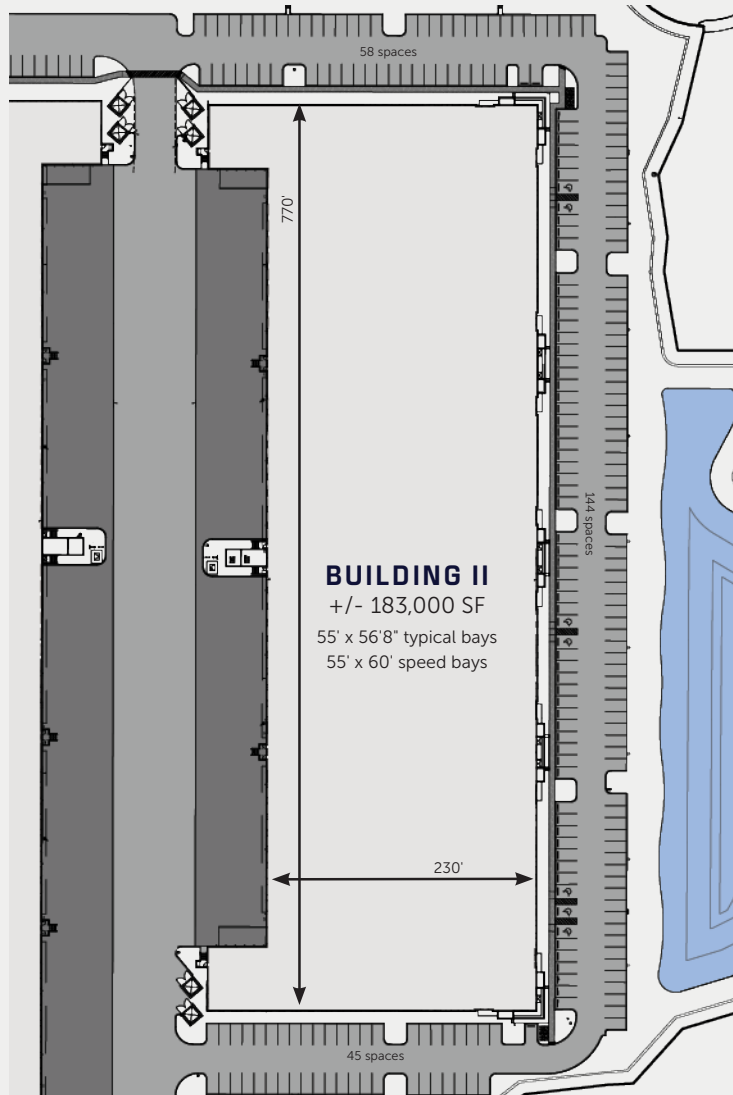 58 spaces
770'
144 spaces
BUILDING II
+/- 183,000 SF
55' x 56'8" typical bays
55' x 60' speed bays
230'
45 spaces